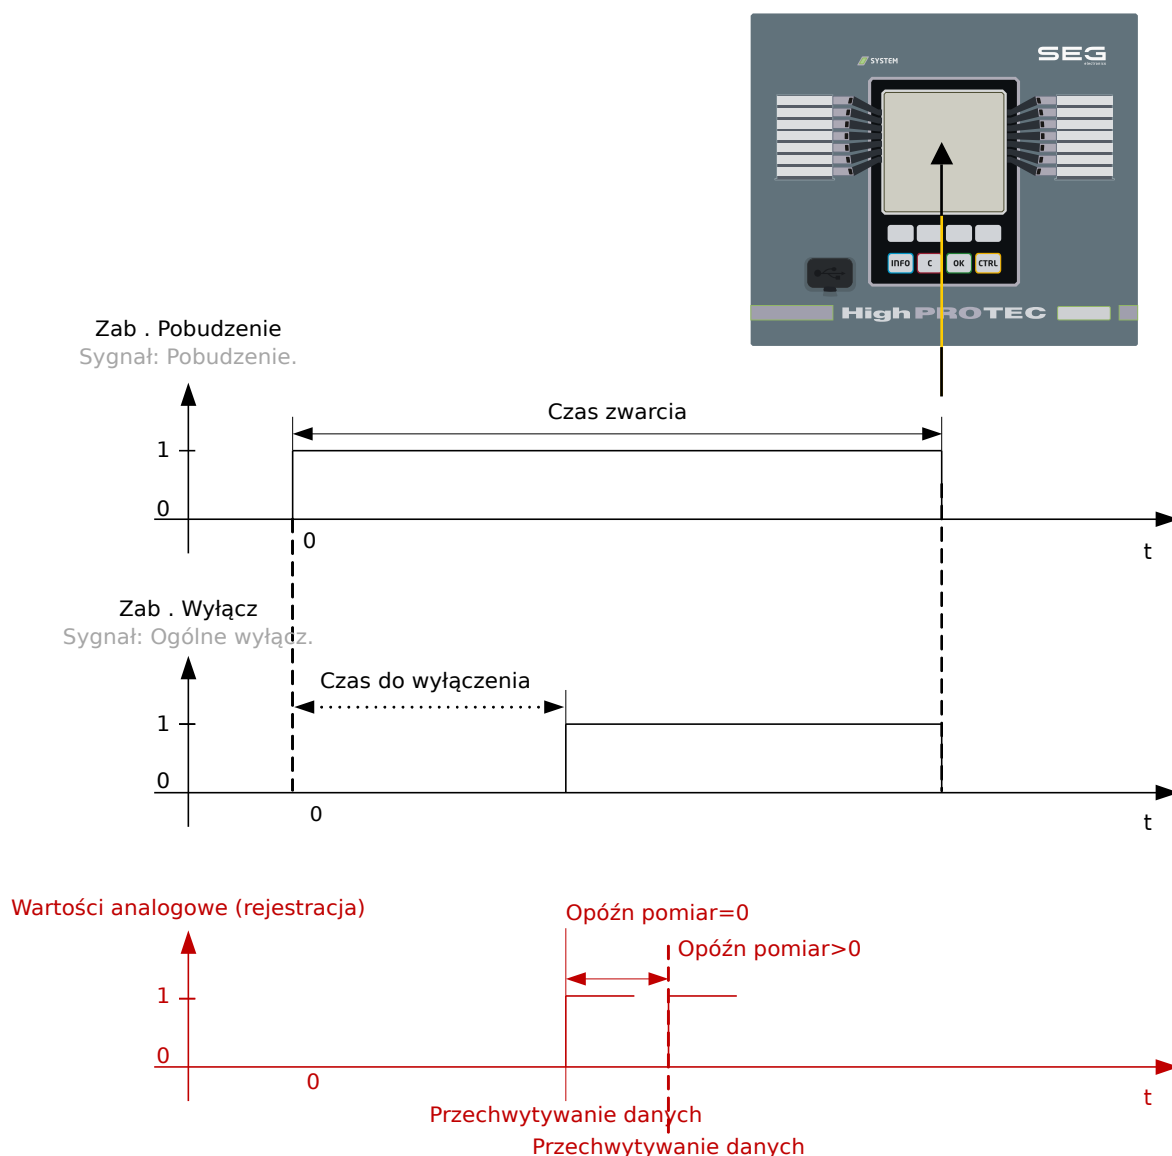 SYSTEM
SEG
electronics
INFO
C
OK
CTRL
HighPROTEC
Zab . Pobudzenie
Sygnał: Pobudzenie.
Czas zwarcia
1
0
0
t
Zab . Wyłącz
Sygnał: Ogólne wyłącz.
Czas do wyłączenia
1
0
0
t
Wartości analogowe (rejestracja)
Opóźn pomiar=0
Opóźn pomiar>0
1
0
0
t
Przechwytywanie danych
Przechwytywanie danych